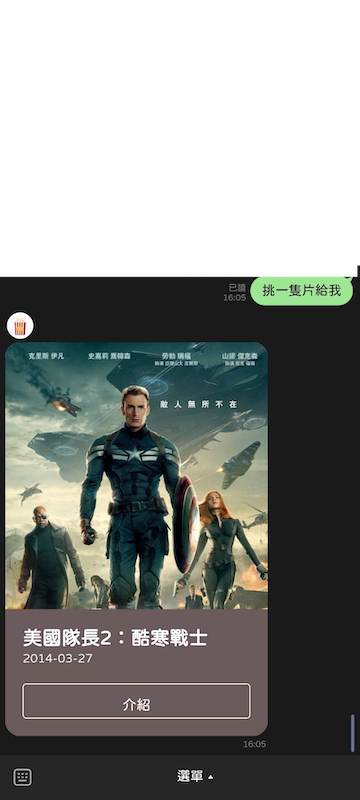 已讀
16:05
挑一隻片給我
克里斯 伊凡
史嘉莉 喬韓森
勞勃 瑞福
山謬 傑克森
敵人無所不在
美國隊長2：酷寒戰士
2014-03-27
介紹
16:05
選單